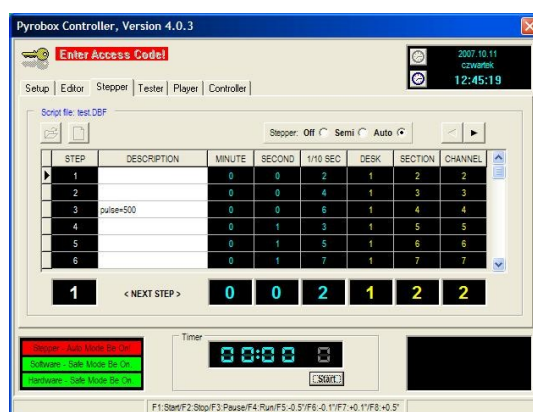 Pyrobox Controller, Version 4.0.3
Enter Access Code!
2007.10.11
czwartek
12:45:19
Setup Editor Stepper Tester Player Controller
Script file: test.DBF
Stepper: Off Semi Auto < ►
STEP DESCRIPTION MINUTE SECOND 1/10 SEC DESK SECTION CHANNEL
1 0 0 2 1 2 2
2 0 0 4 1 3 3
3 pulse=500 0 0 6 1 4 4
4 0 1 3 1 5 5
5 0 1 5 1 6 6
6 0 1 7 1 7 7
1 < NEXT STEP > 0 0 2 1 2 2
Timer
Stepper - Auto Mode Be On!
Software - Safe Mode Be On.
Hardware - Safe Mode Be On.
00:00 0
Start
F1:Start/F2:Stop/F3:Pause/F4:Run/F5:-0.5"/F6:-0.1"/F7:+0.1"/F8:+0.5"